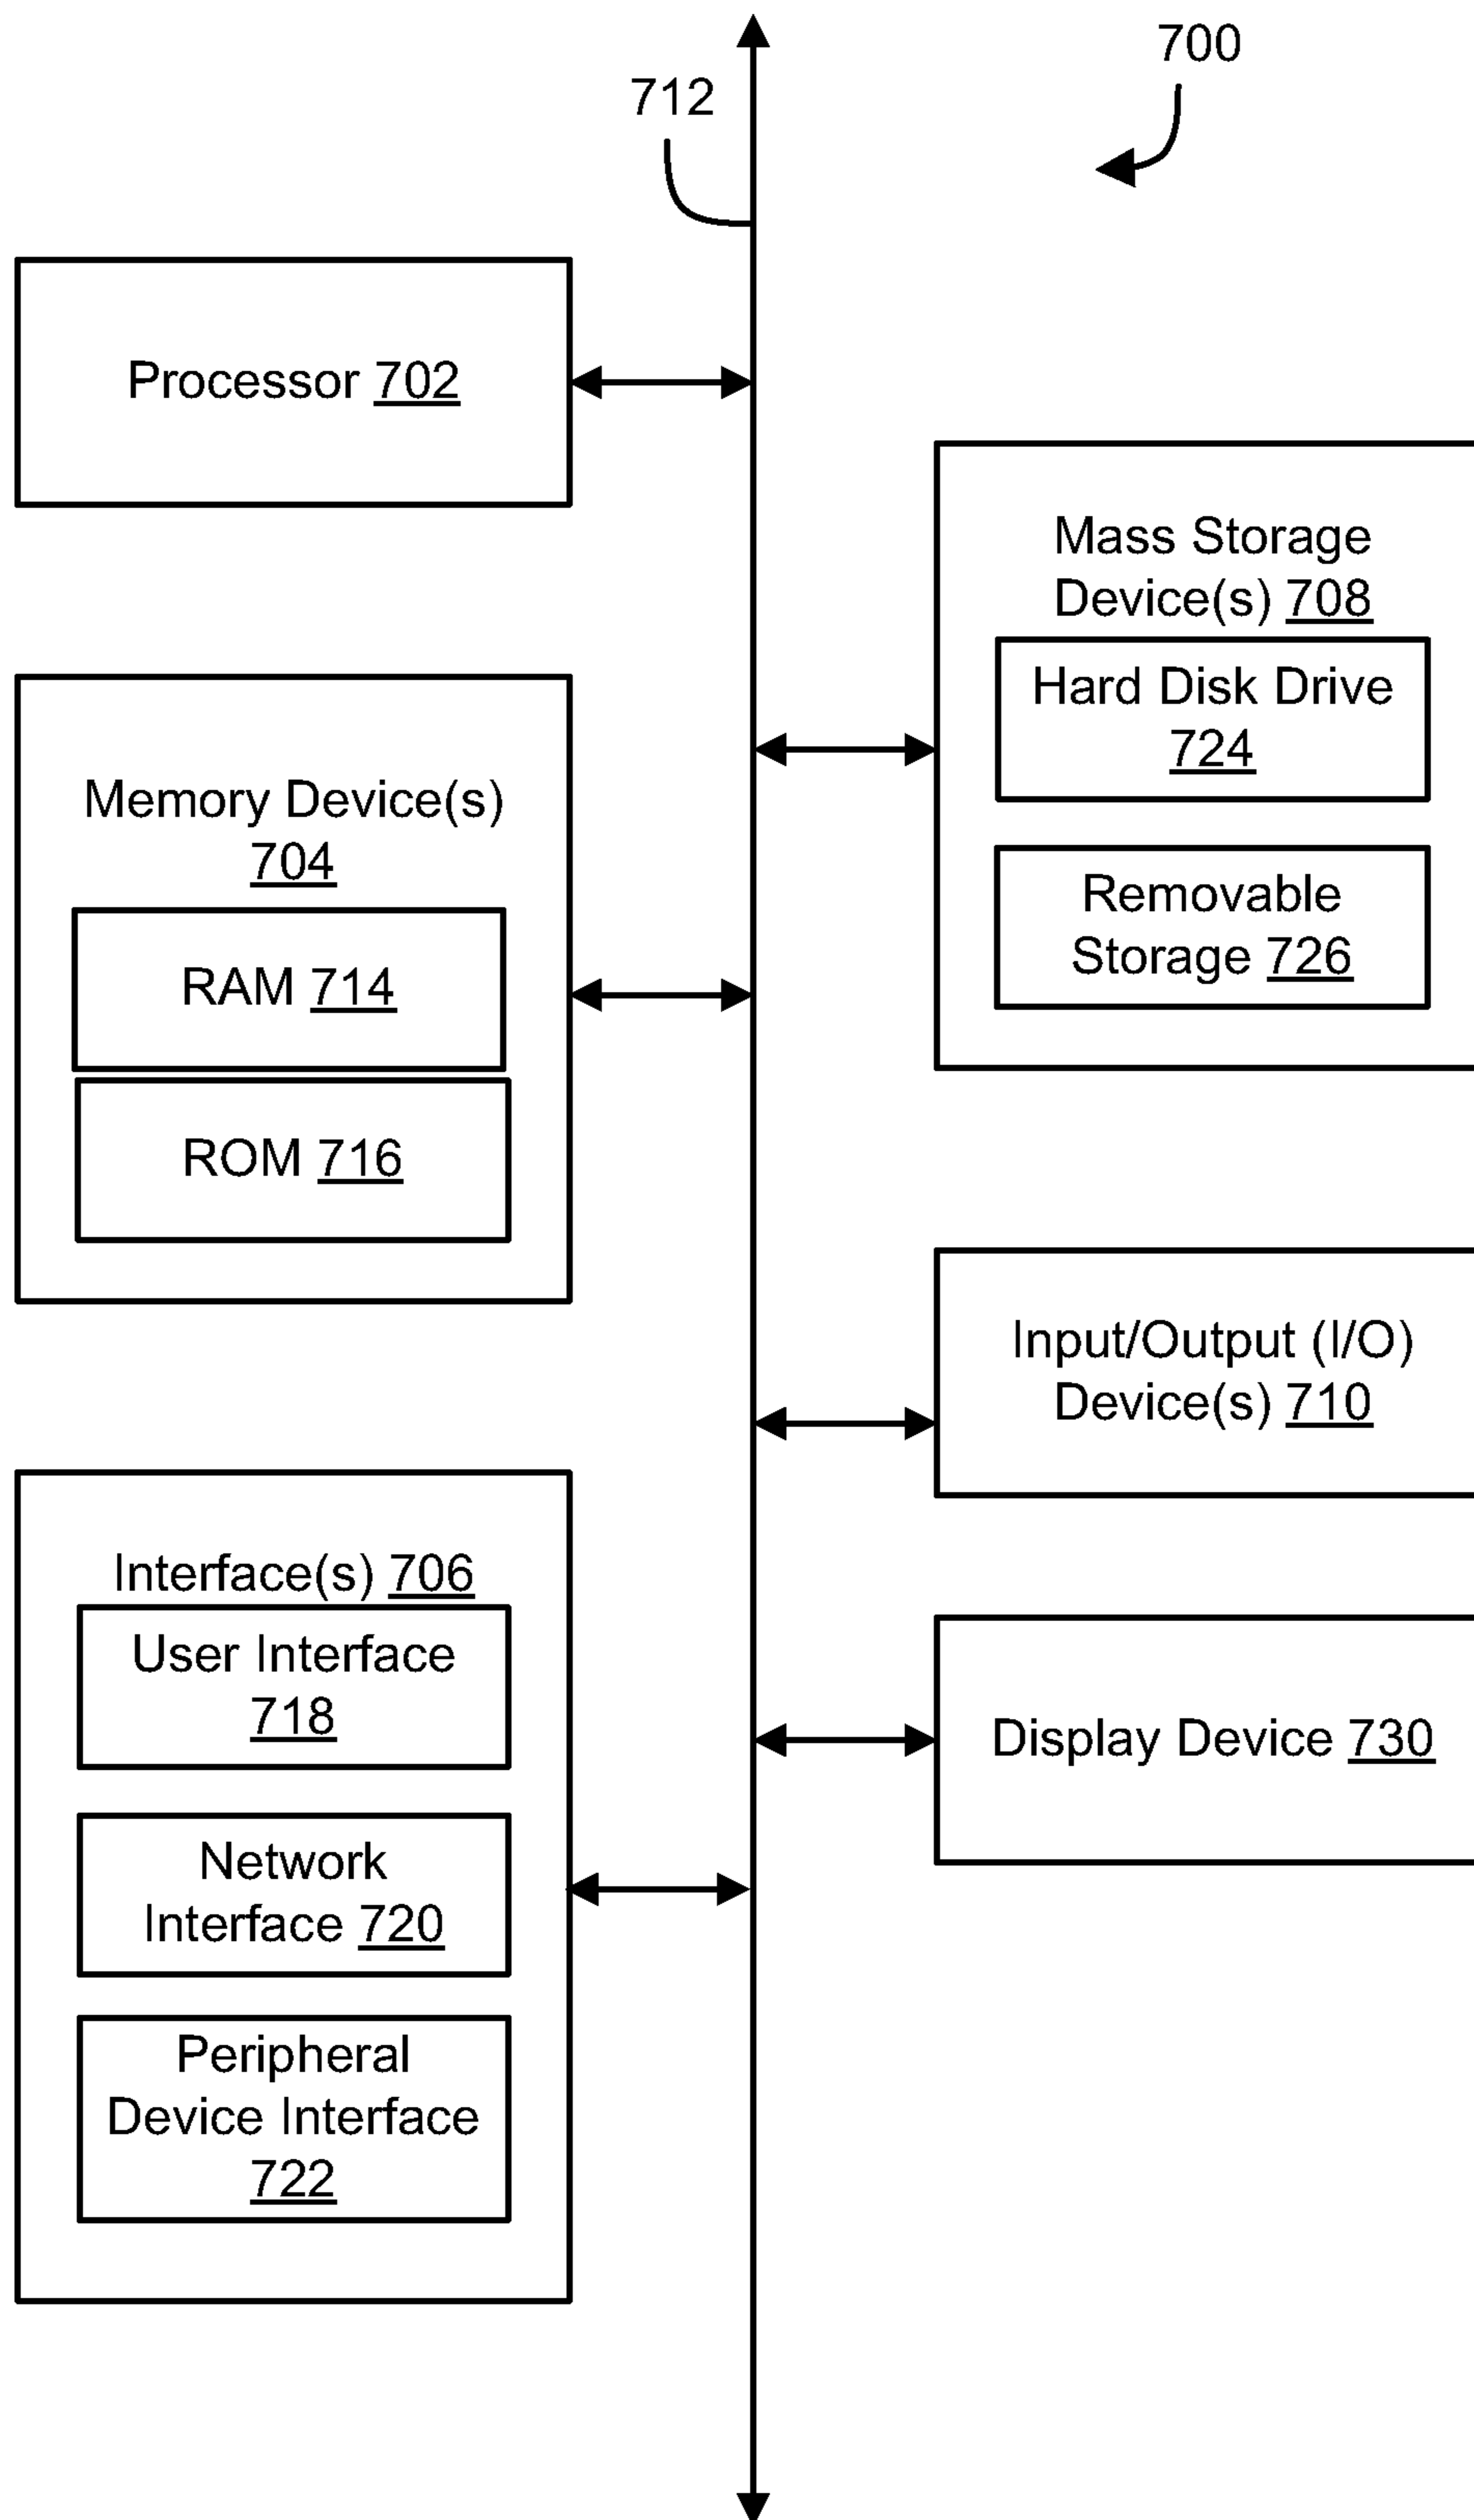 700
712
Processor 702
Mass Storage
Device(s) 708
Hard Disk Drive
724
Removable
Storage 726
Memory Device(s)
704
RAM 714
ROM 716
Input/Output (I/O)
Device(s) 710
Interface(s) 706
User Interface
718
Network
Interface 720
Peripheral
Device Interface
722
Display Device 730